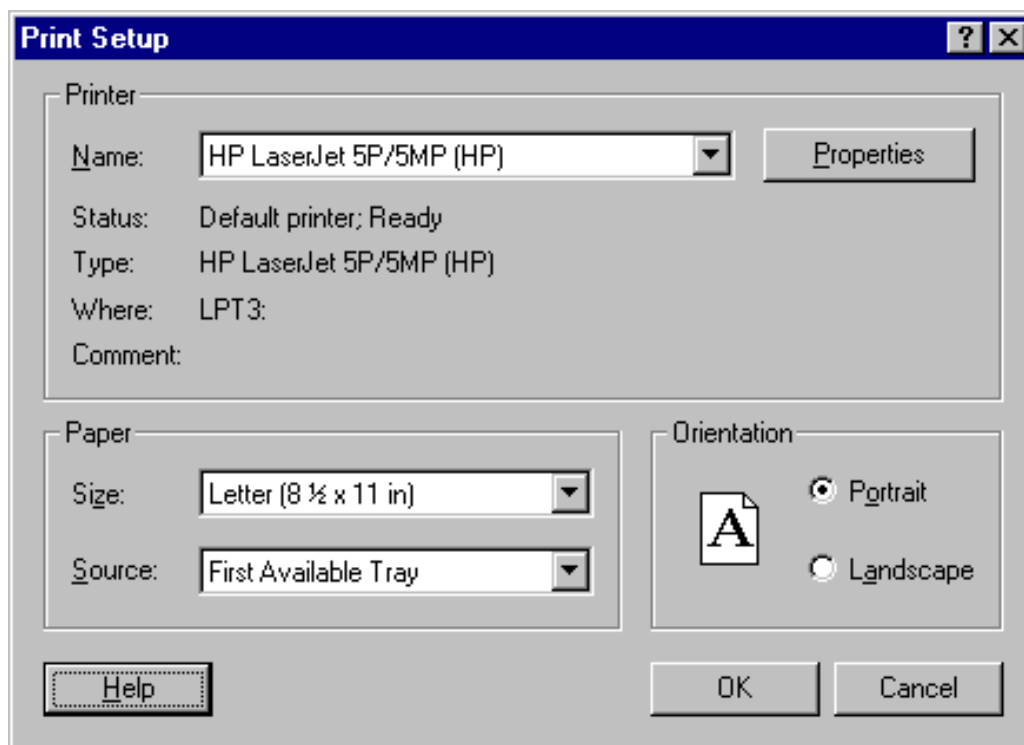 Print Setup
Printer
Name: HP LaserJet 5P/5MP (HP) Properties
Status: Default printer; Ready
Type: HP LaserJet 5P/5MP (HP)
Where: LPT3:
Comment:
Paper
Size: Letter (8 ½ x 11 in)
Source: First Available Tray
Orientation
A
Portrait
Landscape
Help OK Cancel